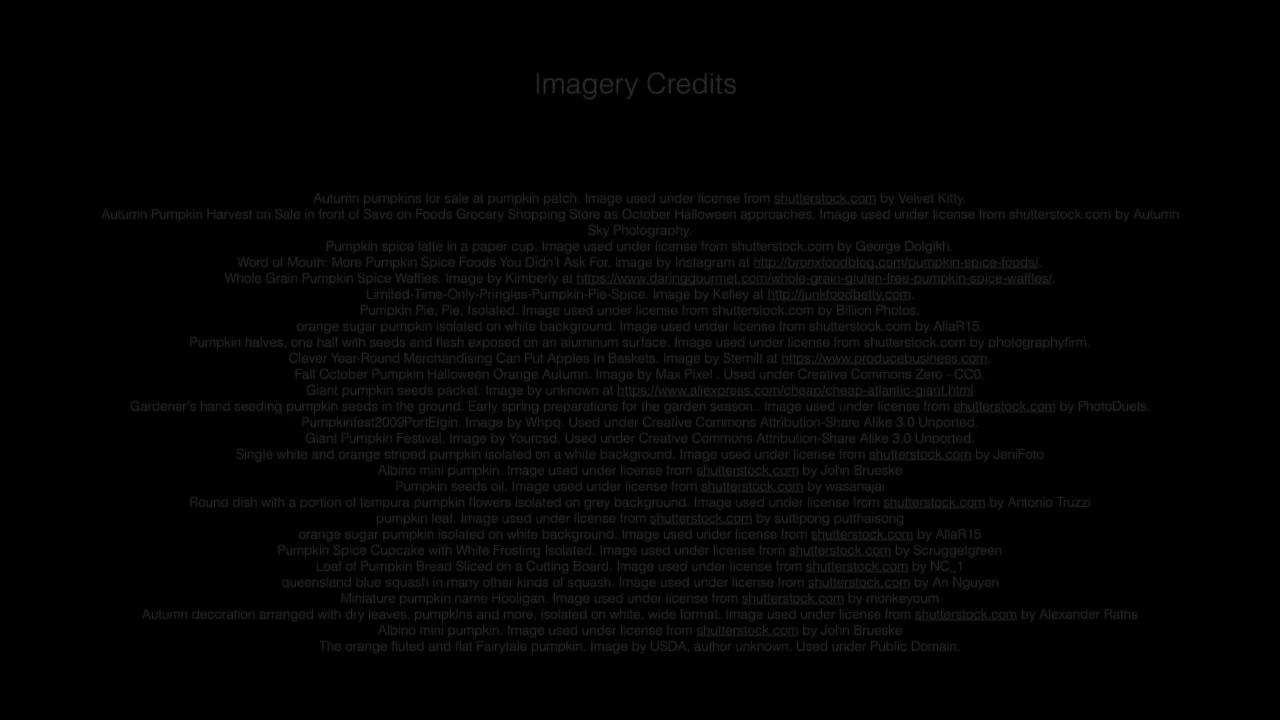 Imagery Credits
Autumn pumpkins for sale at pumpkin patch. Image used under license from shutterstock.com by Velvet Kitty.
Autumn Pumpkin Harvest on Sale in front of Save on Foods Grocery Shopping Store as October Halloween approaches. Image used under license from shutterstock.com by Autumn
Sky Photography.
Pumpkin spice latte in a paper cup. Image used under license from shutterstock.com by George Dolgikh.
Word of Mouth: More Pumpkin Spice Foods You Didn't Ask For. Image by Instagram at http://bronxfoodblog.com/pumpkin-spice-foods/.
Whole Grain Pumpkin Spice Waffles. Image by Kimberly at https://www.daringgourmet.com/whole-grain-gluten-free-pumpkin-spice-waffles/.
Limited-Time-Only-Pringles-Pumpkin-Pie-Spice. Image by Kelley at http://junkfoodbetty.com.
Pumpkin Pie, Pie, Isolated. Image used under license from shutterstock.com by Billion Photos.
orange sugar pumpkin isolated on white background. Image used under license from shutterstock.com by AllaR15.
Pumpkin halves, one half with seeds and flesh exposed on an aluminum surface. Image used under license from shutterstock.com by photographyfirm.
Clever Year-Round Merchandising Can Put Apples In Baskets. Image by Stemilt at https://www.producebusiness.com.
Fall October Pumpkin Halloween Orange Autumn. Image by Max Pixel . Used under Creative Commons Zero - CC0.
Giant pumpkin seeds packet. Image by unknown at https://www.aliexpress.com/cheap/cheap-atlantic-giant.html
Gardener's hand seeding pumpkin seeds in the ground. Early spring preparations for the garden season.. Image used under license from shutterstock.com by PhotoDuets.
Pumpkinfest2009PortElgin. Image by Whpq. Used under Creative Commons Attribution-Share Alike 3.0 Unported.
Giant Pumpkin Festival. Image by Yourcsd. Used under Creative Commons Attribution-Share Alike 3.0 Unported.
Single white and orange striped pumpkin isolated on a white background. Image used under license from shutterstock.com by JeniFoto
Albino mini pumpkin. Image used under license from shutterstock.com by John Brueske
Pumpkin seeds oil. Image used under license from shutterstock.com by wasanajai
Round dish with a portion of tempura pumpkin flowers isolated on grey background. Image used under license from shutterstock.com by Antonio Truzzi
pumpkin leaf. Image used under license from shutterstock.com by suttipong putthaisong
orange sugar pumpkin isolated on white background. Image used under license from shutterstock.com by AllaR15
Pumpkin Spice Cupcake with White Frosting Isolated. Image used under license from shutterstock.com by Scruggelgreen
Loaf of Pumpkin Bread Sliced on a Cutting Board. Image used under license from shutterstock.com by NC_1
queensland blue squash in many other kinds of squash. Image used under license from shutterstock.com by An Nguyen
Miniature pumpkin name Hooligan. Image used under license from shutterstock.com by monkeyoum
Autumn decoration arranged with dry leaves, pumpkins and more, isolated on white, wide format. Image used under license from shutterstock.com by Alexander Raths
Albino mini pumpkin. Image used under license from shutterstock.com by John Brueske
The orange fluted and flat Fairytale pumpkin. Image by USDA, author unknown. Used under Public Domain.